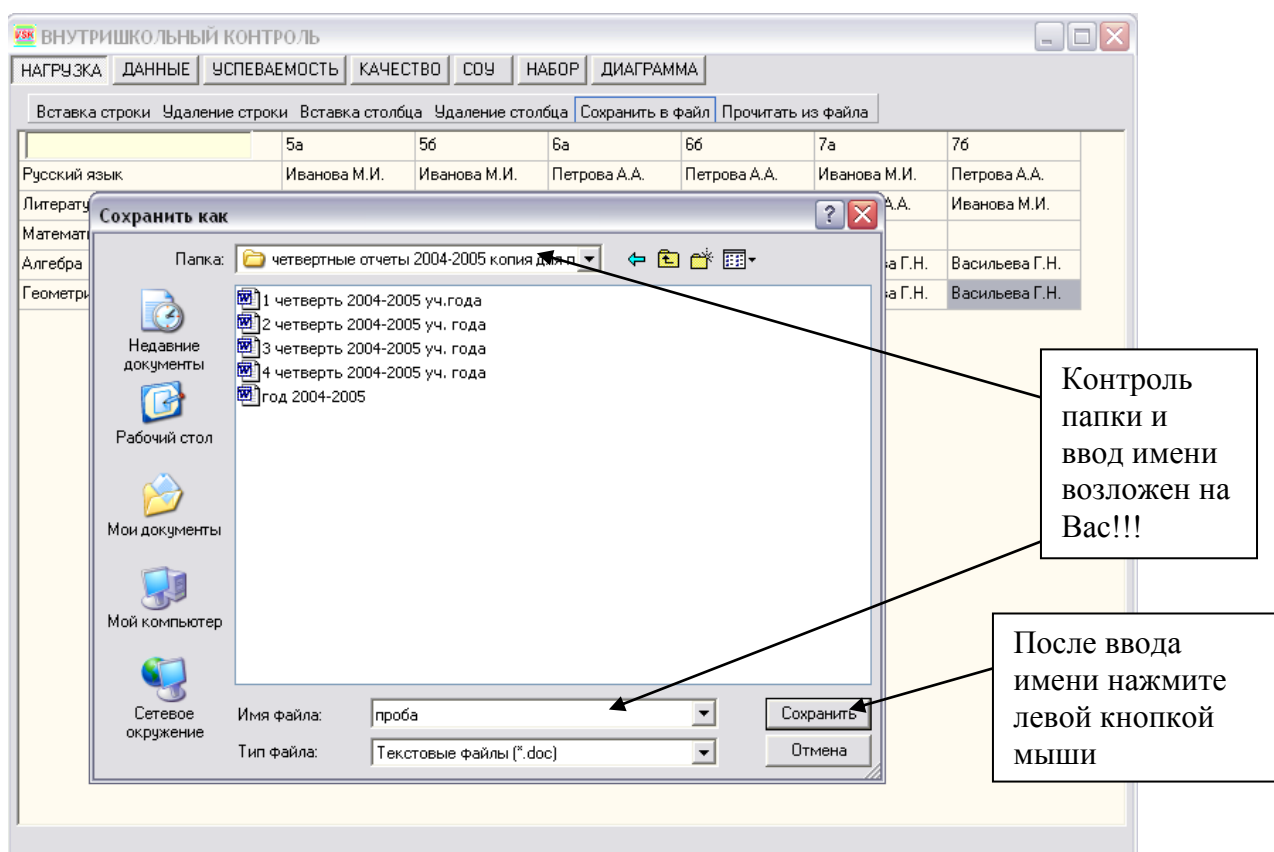 ВНУТРИШКОЛЬНЫЙ КОНТРОЛЬ
НАГРУЗКА ДАННЫЕ УСПЕВАЕМОСТЬ КАЧЕСТВО СОУ НАБОР ДИАГРАММА
Вставка строки Удаление строки Вставка столбца Удаление столбца Сохранить в файл Прочитать из файла
5а 5б 6а 6б 7а 7б
Русский язык Иванова М.И. Иванова М.И. Петрова А.А. Петрова А.А. Иванова М.И. Петрова А.А.
Литерату А.А. Иванова М.И.
Математ
Алгебра а Г.Н. Васильева Г.Н.
Геометри а Г.Н. Васильева Г.Н.
Сохранить как
Папка: четвертные отчеты 2004-2005 копия для п
1 четверть 2004-2005 уч.года
2 четверть 2004-2005 уч. года
3 четверть 2004-2005 уч. года
4 четверть 2004-2005 уч. года
год 2004-2005
Недавние
документы
Рабочий стол
Мои документы
Мой компьютер
Сетевое
окружение
Имя файла: проба Сохранить
Тип файла: Текстовые файлы (*.doc) Отмена
Контроль
папки и
ввод имени
возложен на
Вас!!!
После ввода
имени нажмите
левой кнопкой
мыши